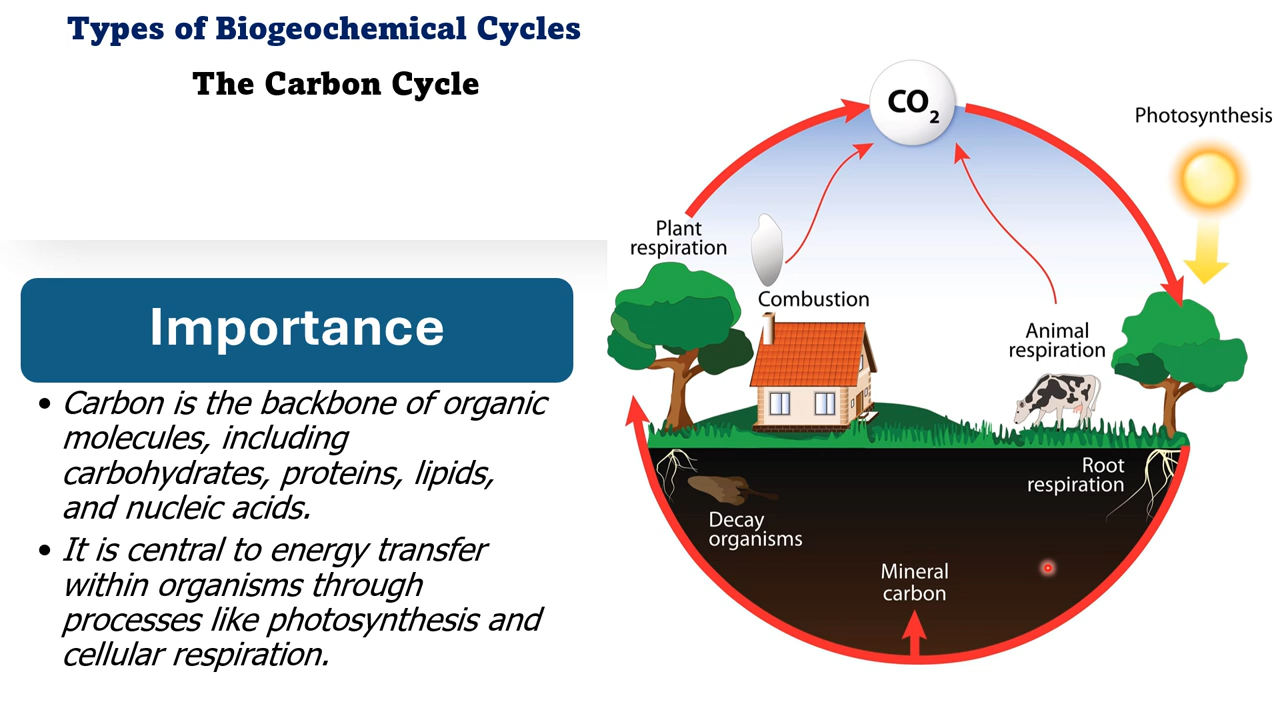 Types of Biogeochemical Cycles
The Carbon Cycle
Importance
• Carbon is the backbone of organic
molecules, including
carbohydrates, proteins, lipids,
and nucleic acids.
• It is central to energy transfer
within organisms through
processes like photosynthesis and
cellular respiration.
CO2
Photosynthesis
Plant
respiration
Combustion
Animal
respiration
Root
respiration
Decay
organisms
Mineral
carbon